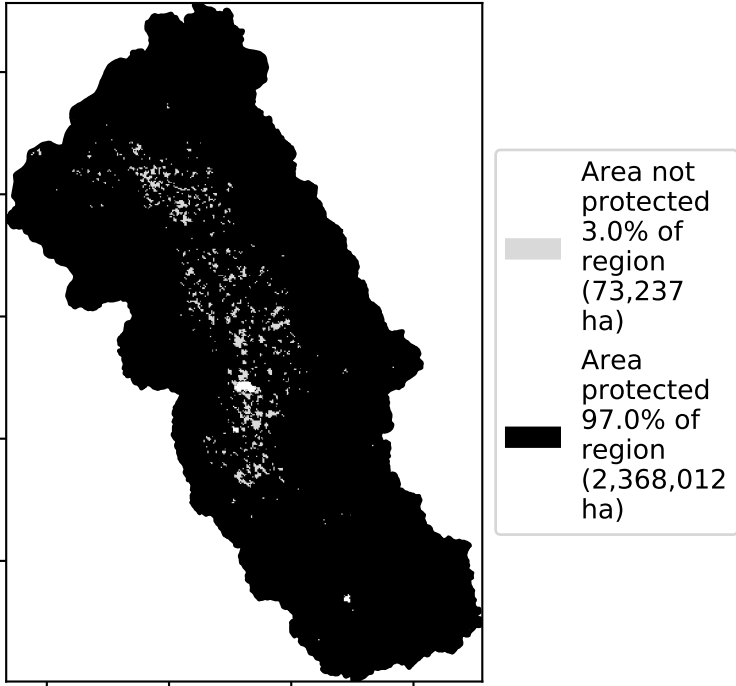 Area not
protected
3.0% of
region
(73,237
ha)
Area
protected
97.0% of
region
(2,368,012
ha)